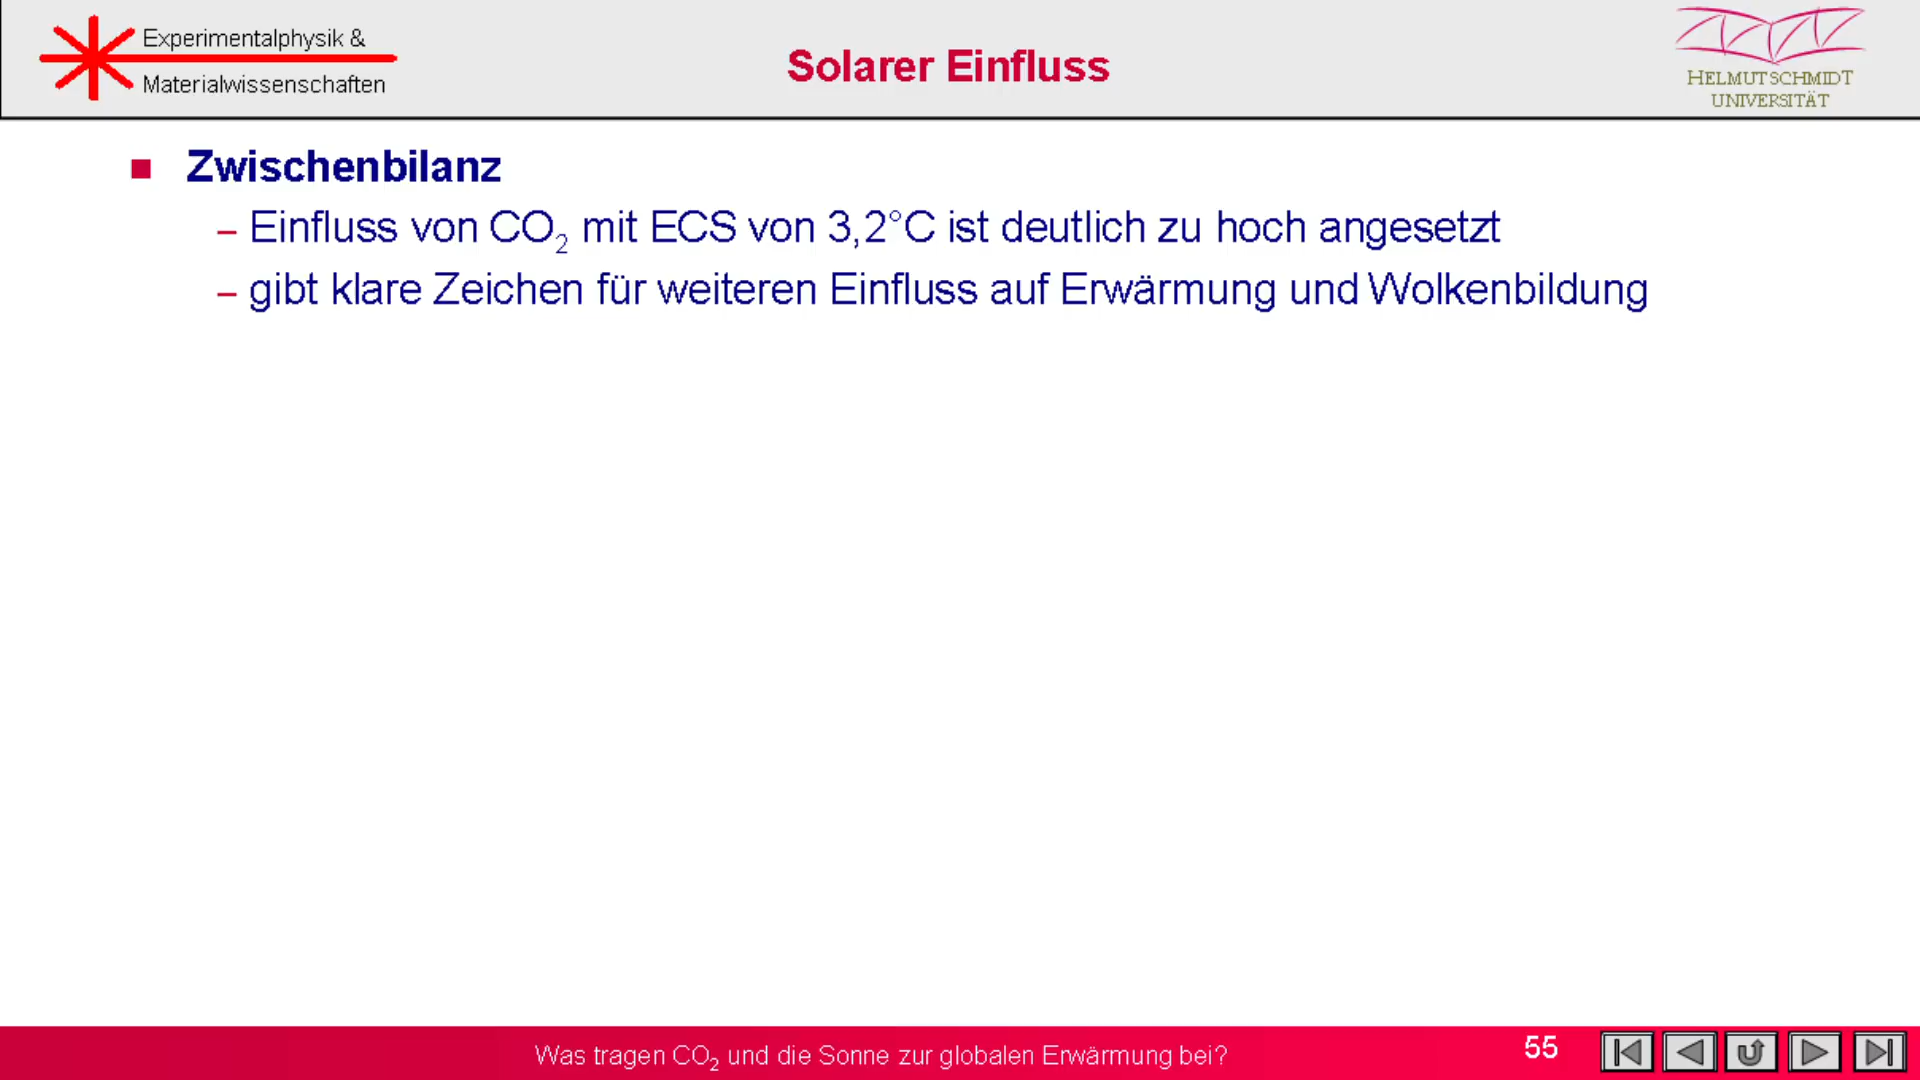 Experimentalphysik &
Materialwissenschaften
Solarer Einfluss
HELMUT SCHMIDT
UNIVERSITÄT
Zwischenbilanz
– Einfluss von CO₂ mit ECS von 3,2°C ist deutlich zu hoch angesetzt
– gibt klare Zeichen für weiteren Einfluss auf Erwärmung und Wolkenbildung
Was tragen CO₂ und die Sonne zur globalen Erwärmung bei?
55